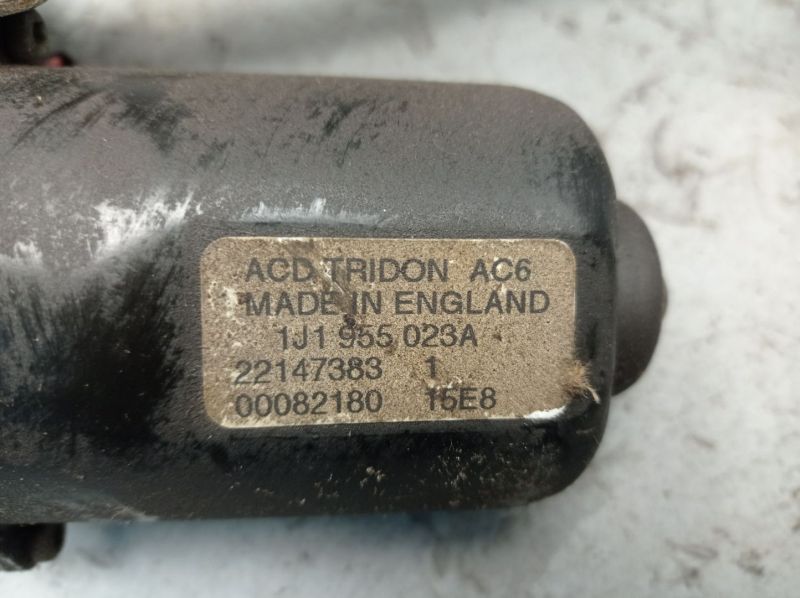 ACD TRIDON AC6
MADE IN ENGLAND
1J1 955 023A
22147383 1
00082180 15E8